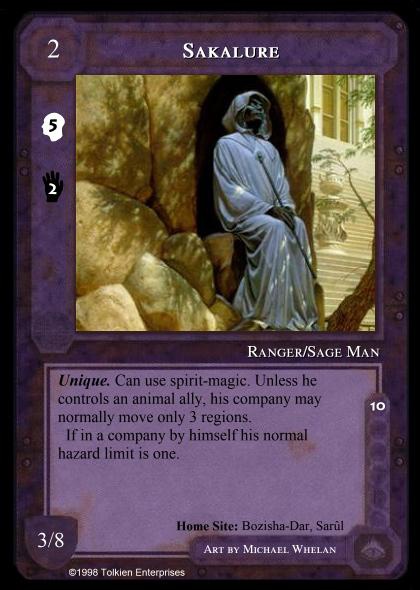 2
SAKALURE
5
2
RANGER/SAGE MAN
Unique. Can use spirit-magic. Unless he
controls an animal ally, his company may
normally move only 3 regions.
If in a company by himself his normal
hazard limit is one.
10
Home Site: Bozisha-Dar, Sarûl
3/8
ART BY MICHAEL WHELAN
©1998 Tolkien Enterprises